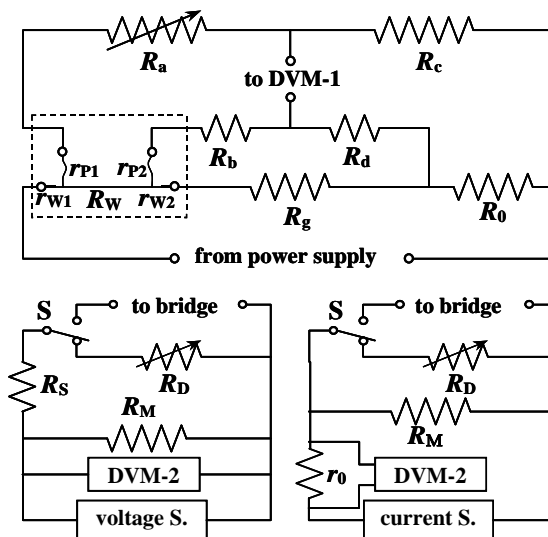 Ra
Rc
to DVM-1
Rb
Rd
rP1
rP2
rW1
RW
rW2
Rg
R0
from power supply
S
to bridge
RS
RD
RM
DVM-2
voltage S.
S
to bridge
RD
RM
r0
DVM-2
current S.